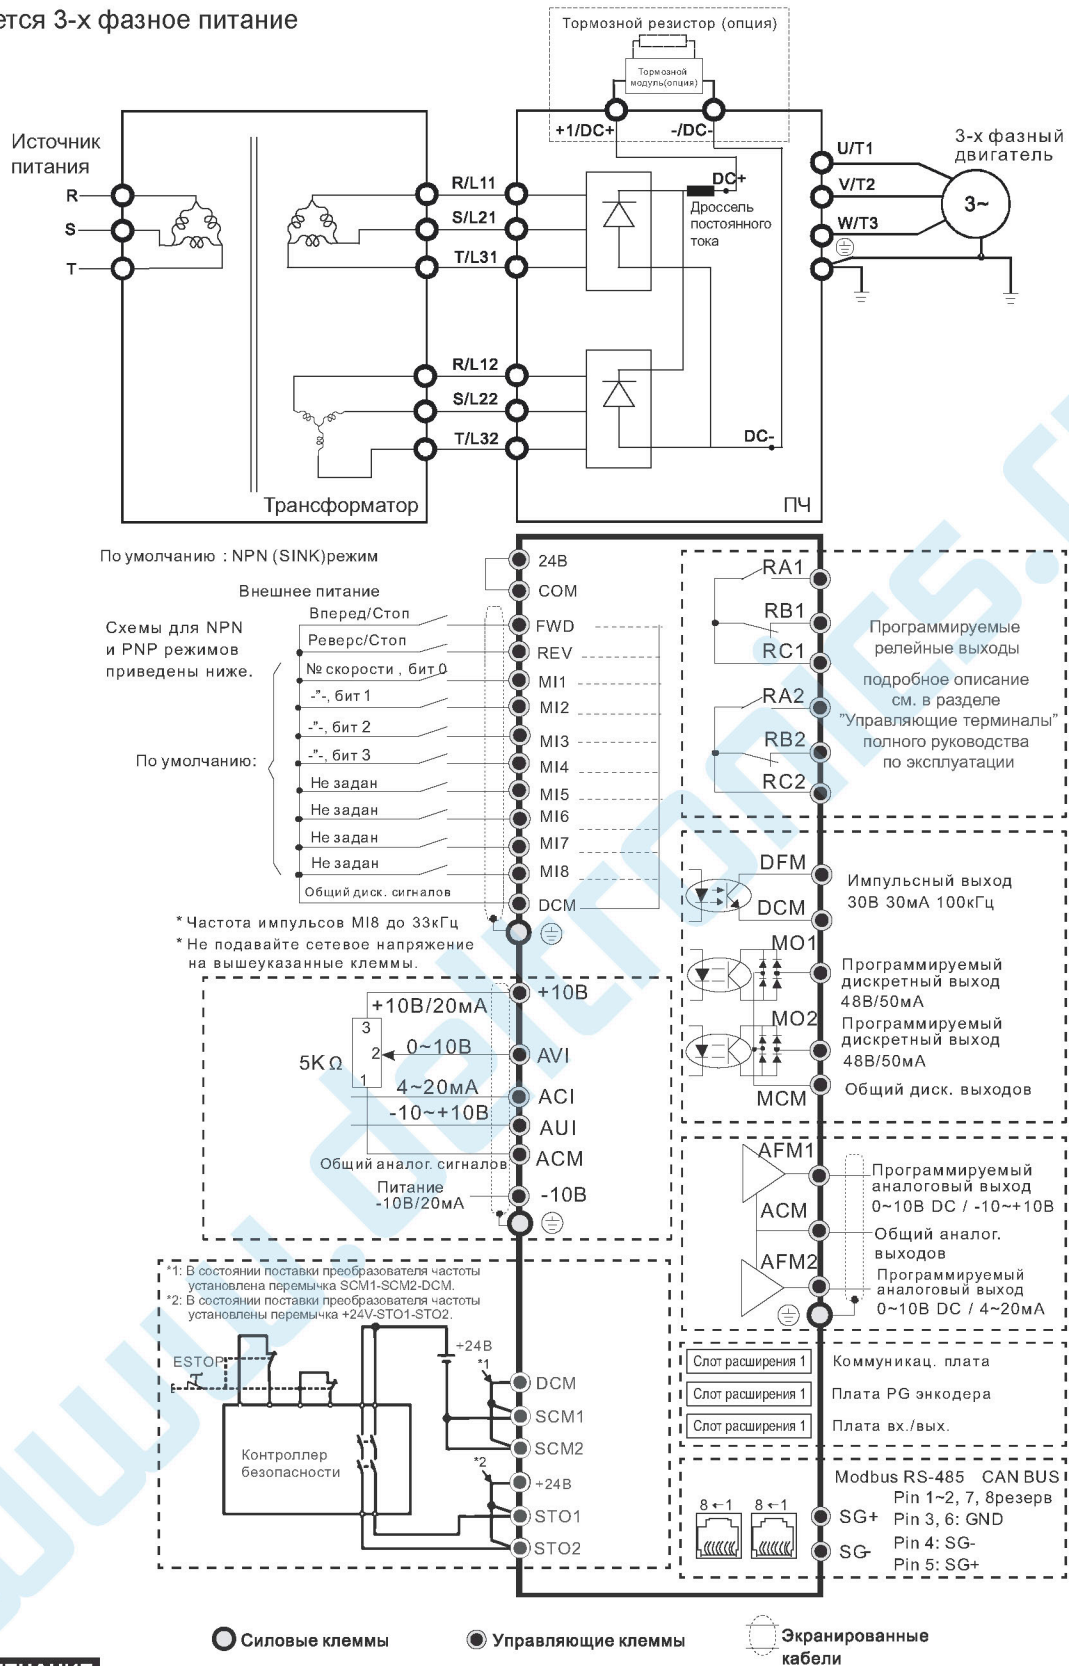 ется 3-х фазное питание
Тормозной резистор (опция)
Тормозной
модуль(опция)
+1/DC+
-/DC-
Источник
питания
R
S
T
R/L11
S/L21
T/L31
DC+
Дроссель
постоянного
тока
U/T1
V/T2
W/T3
3-х фазный
двигатель
3~
R/L12
S/L22
T/L32
DC-
Трансформатор
ПЧ
По умолчанию : NPN (SINK)режим
Внешнее питание
Схемы для NPN
и PNP режимов
приведены ниже.
По умолчанию:
Вперед/Стоп
Реверс/Стоп
№ скорости , бит 0
-"-, бит 1
-"-, бит 2
-"-, бит 3
Не задан
Не задан
Не задан
Не задан
Общий диск. сигналов
24В
COM
FWD
REV
MI1
MI2
MI3
MI4
MI5
MI6
MI7
MI8
DCM
* Частота импульсов MI8 до 33кГц
* Не подавайте сетевое напряжение
на вышеуказанные клеммы.
RA1
RB1
RC1
RA2
RB2
RC2
Программируемые
релейные выходы
подробное описание
см. в разделе
"Управляющие терминалы"
полного руководства
по эксплуатации
DFM
DCM
Импульсный выход
30В 30мА 100кГц
MO1
Программируемый
дискретный выход
48В/50мА
MO2
Программируемый
дискретный выход
48В/50мА
MCM
Общий диск. выходов
+10В/20мА
3
2
1
5КΩ
0~10В
4~20мА
-10~+10В
Общий аналог. сигналов
Питание
-10В/20мА
+10В
AVI
ACI
AUI
ACM
-10В
AFM1
ACM
AFM2
Программируемый
аналоговый выход
0~10В DC / -10~+10В
Общий аналог.
выходов
Программируемый
аналоговый выход
0~10В DC / 4~20мА
*1: В состоянии поставки преобразователя частоты
установлена перемычка SCM1-SCM2-DCM.
*2: В состоянии поставки преобразователя частоты
установлены перемычка +24V-STO1-STO2.
ESTOP
Контроллер
безопасности
+24В
*1
*2
DCM
SCM1
SCM2
+24В
STO1
STO2
Слот расширения 1
Коммуникац. плата
Слот расширения 1
Плата PG энкодера
Слот расширения 1
Плата вх./вых.
8←1
8←1
SG+
SG-
Modbus RS-485 CAN BUS
Pin 1~2, 7, 8резерв
Pin 3, 6: GND
Pin 4: SG-
Pin 5: SG+
Силовые клеммы
Управляющие клеммы
Экранированные
кабели
www.deltronics.r